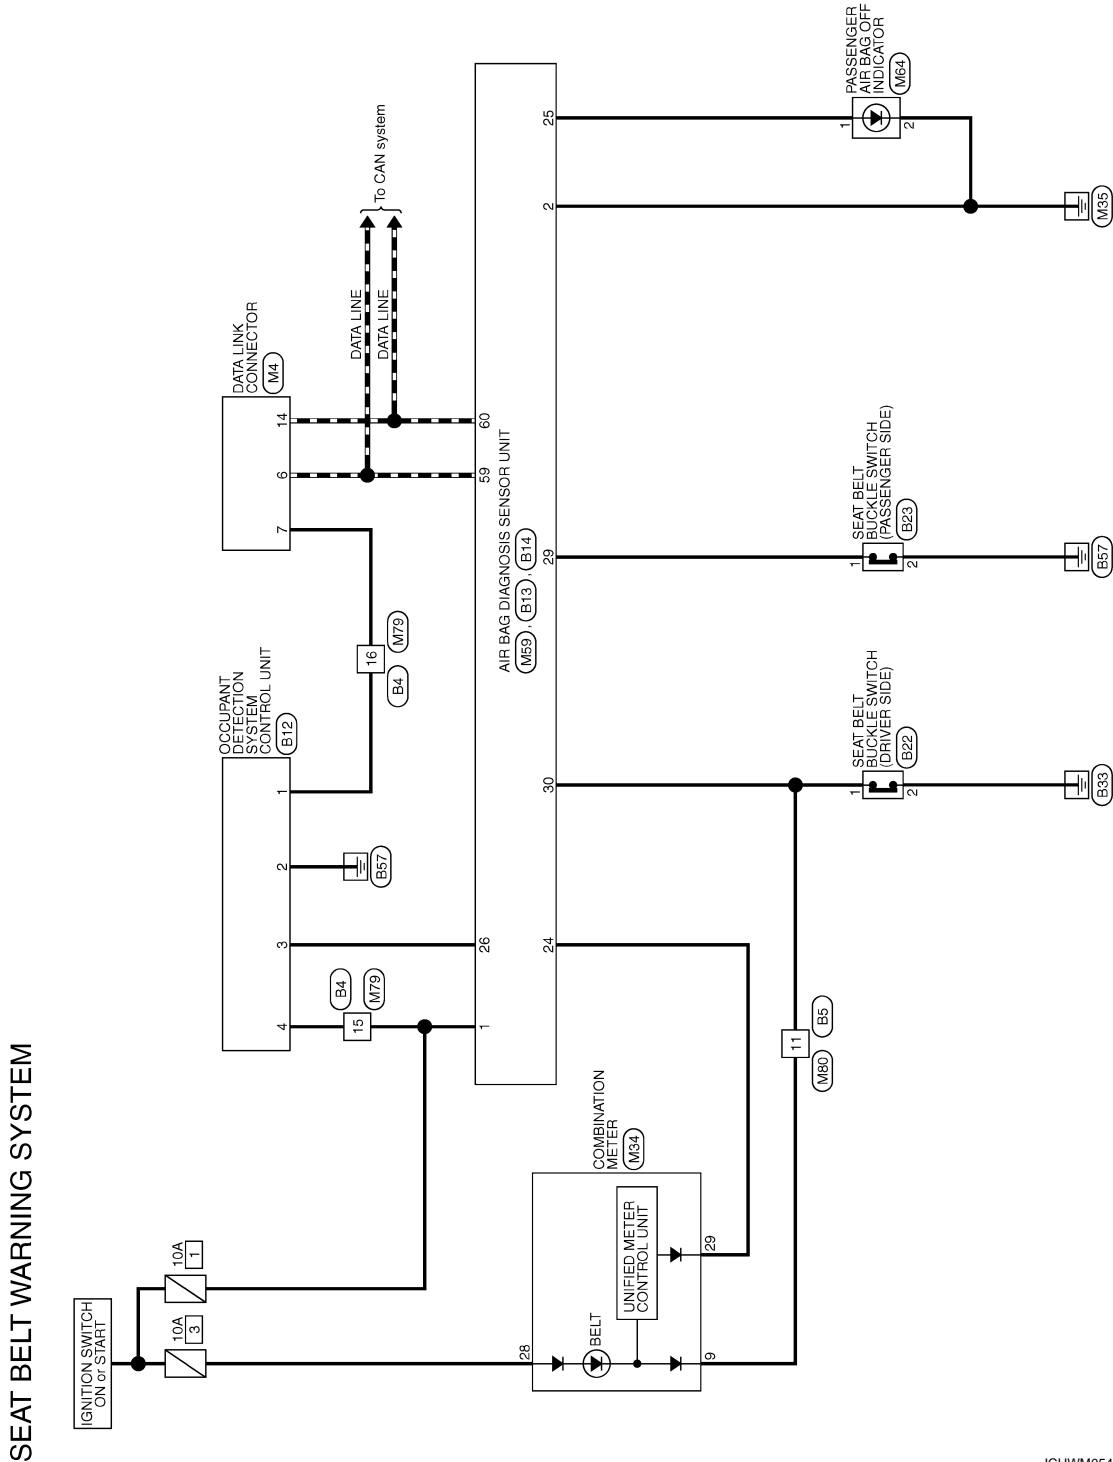 SEAT BELT WARNING SYSTEM
IGNITION SWITCH
ON or START
10A
3
10A
1
28
BELT
UNIFIED METER
CONTROL UNIT
9
29
COMBINATION
METER
M34
OCCUPANT
DETECTION
SYSTEM
CONTROL UNIT
B12
4
3
2
1
B4
15
M79
B57
16
M79
B4
DATA LINK
CONNECTOR
M4
7
6
14
DATA LINE
DATA LINE
To CAN system
1
26
59
60
AIR BAG DIAGNOSIS SENSOR UNIT
M59 , B13 , B14
24
30
29
2
25
11
B5
M80
SEAT BELT
BUCKLE SWITCH
(DRIVER SIDE)
B22
1
2
B33
SEAT BELT
BUCKLE SWITCH
(PASSENGER SIDE)
B23
1
2
B57
PASSENGER
AIR BAG OFF
INDICATOR
M64
1
2
M35